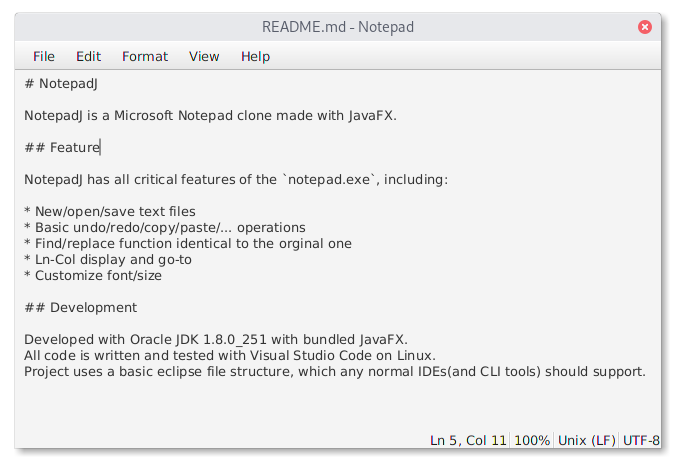 README.md - Notepad
File Edit Format View Help
# NotepadJ
NotepadJ is a Microsoft Notepad clone made with JavaFX.
## Feature
NotepadJ has all critical features of the `notepad.exe`, including:
* New/open/save text files
* Basic undo/redo/copy/paste/... operations
* Find/replace function identical to the orginal one
* Ln-Col display and go-to
* Customize font/size
## Development
Developed with Oracle JDK 1.8.0_251 with bundled JavaFX.
All code is written and tested with Visual Studio Code on Linux.
Project uses a basic eclipse file structure, which any normal IDEs(and CLI tools) should support.
Ln 5, Col 11 100% Unix (LF) UTF-8